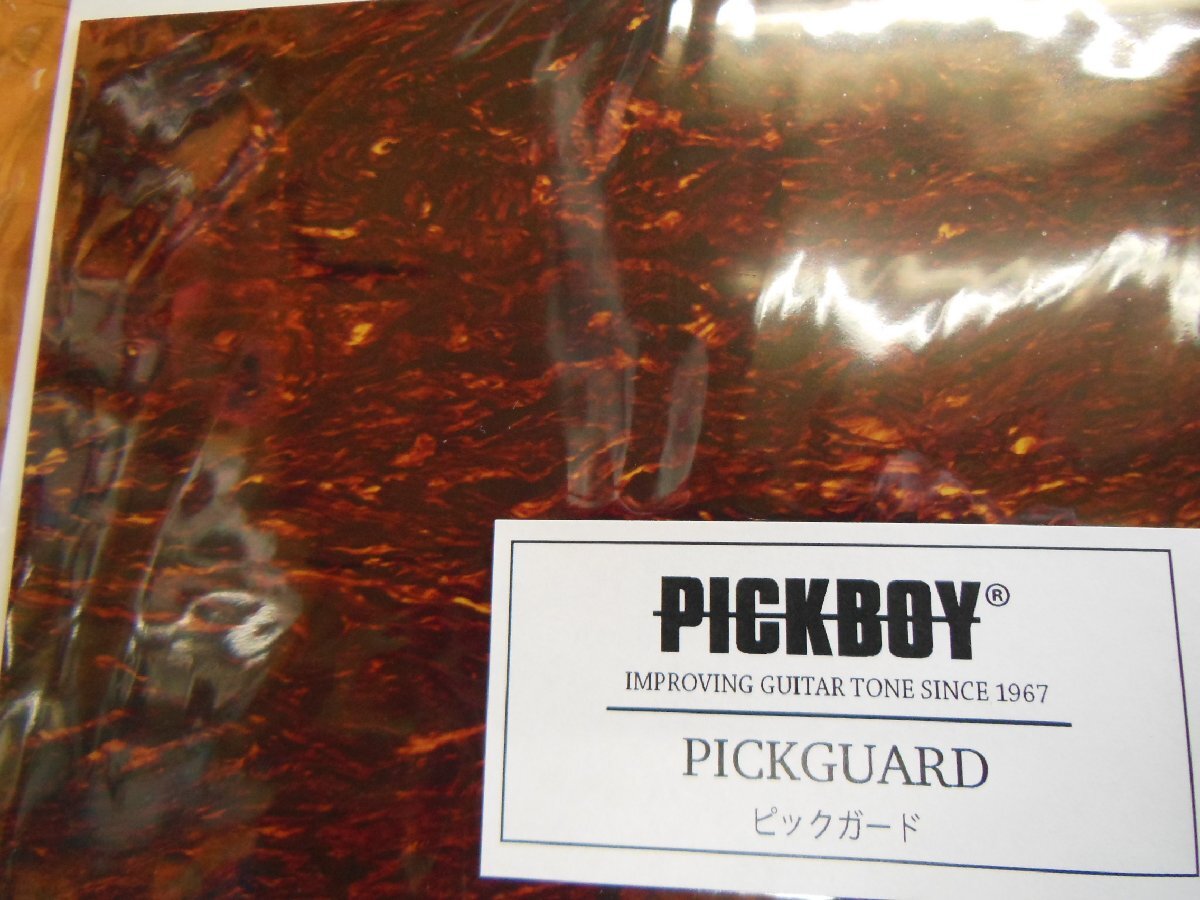 PICKBOY®
IMPROVING GUITAR TONE SINCE 1967
PICKGUARD
ピックガード